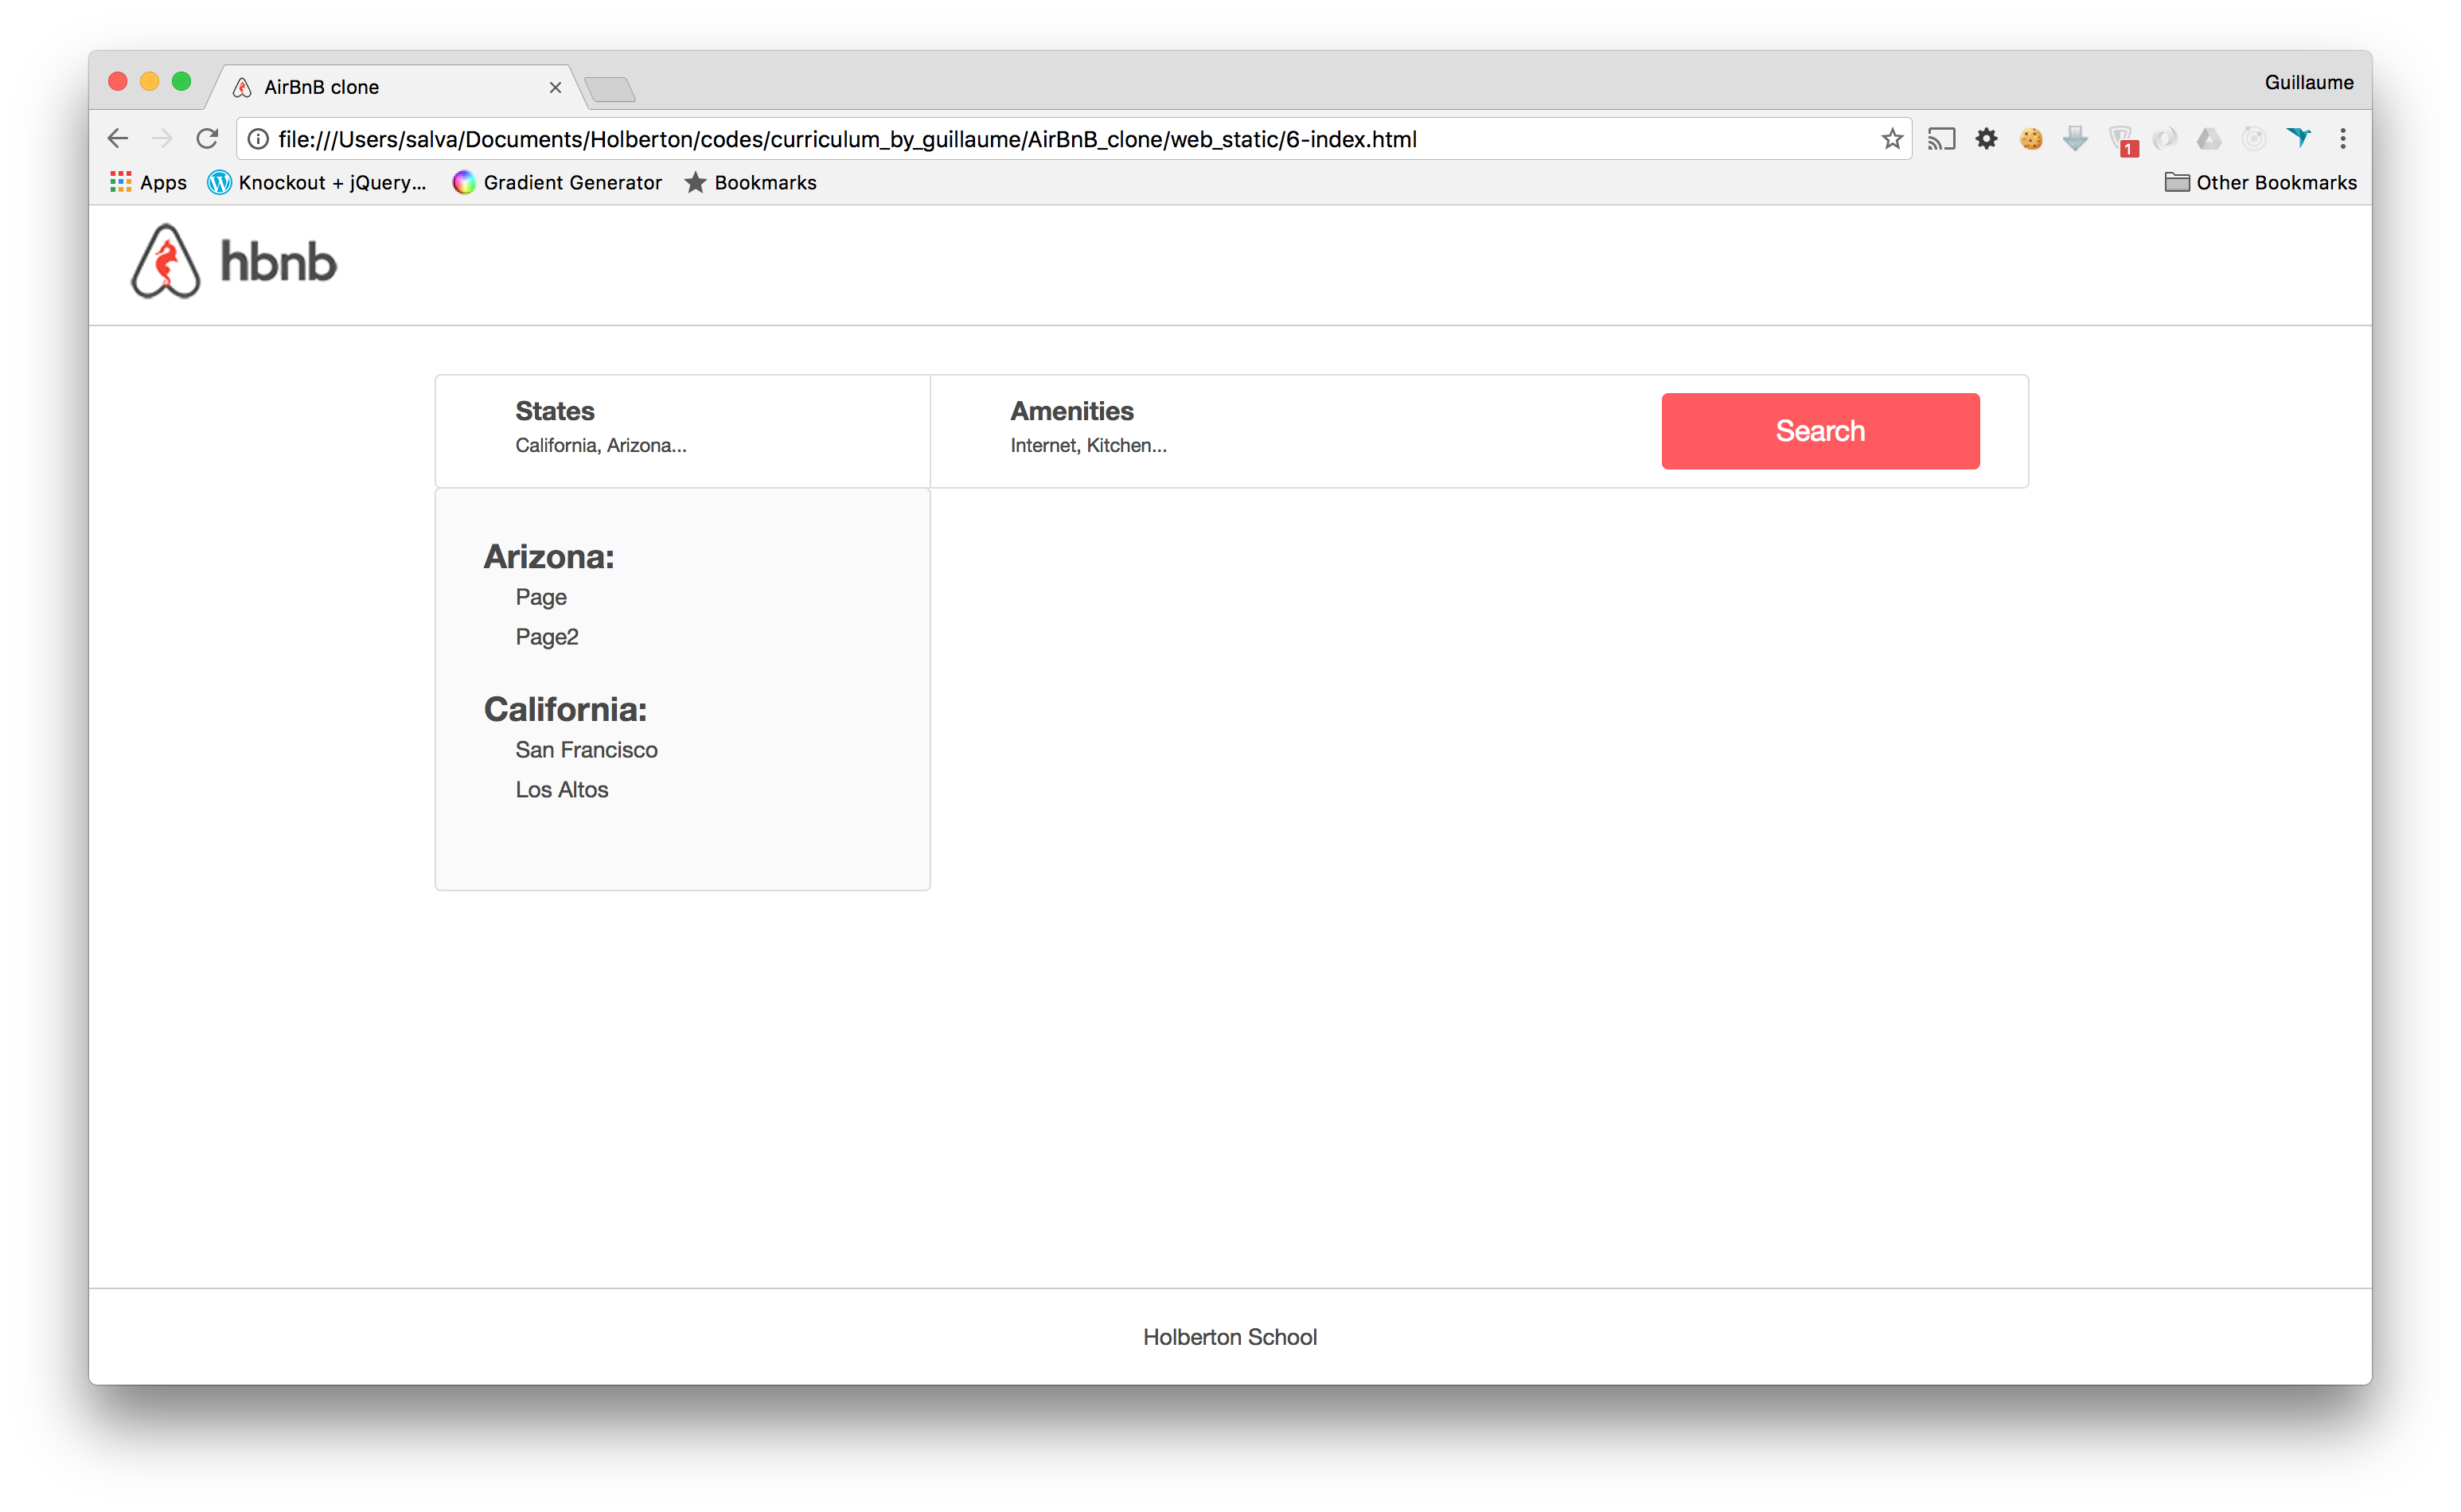 AirBnB clone
Guillaume
file:///Users/salva/Documents/Holberton/codes/curriculum_by_guillaume/AirBnB_clone/web_static/6-index.html
1
Apps
Knockout + jQuery...
Gradient Generator
Bookmarks
Other Bookmarks
hbnb
States
California, Arizona...
Amenities
Internet, Kitchen...
Search
Arizona:
Page
Page2
California:
San Francisco
Los Altos
Holberton School